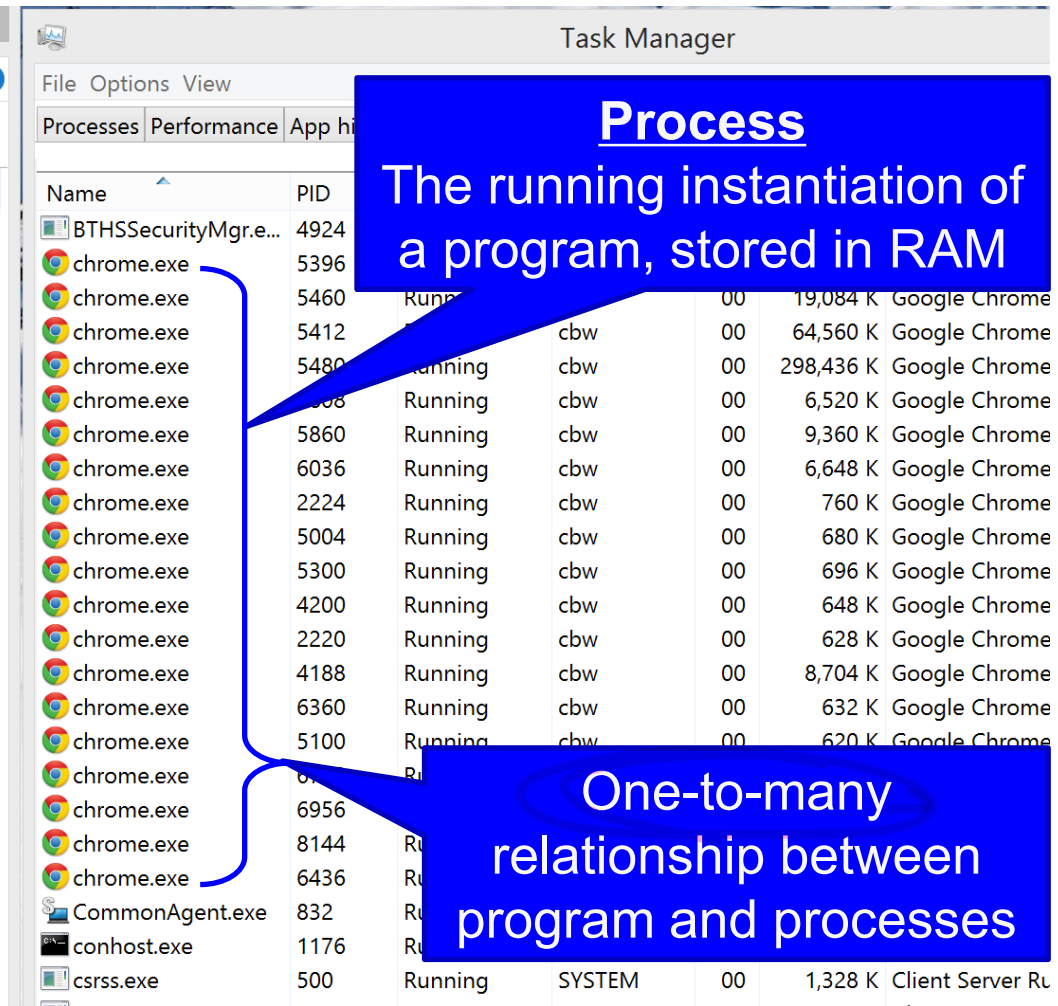 Task Manager
File Options View
Processes Performance App hi
Process
The running instantiation of
a program, stored in RAM
Name PID
BTHSSecurityMgr.e... 4924
chrome.exe 5396
chrome.exe 5460 19,084 K Google Chrome
chrome.exe 5412 cbw 00 64,560 K Google Chrome
chrome.exe Running cbw 00 298,436 K Google Chrome
chrome.exe Running cbw 00 6,520 K Google Chrome
chrome.exe 5860 Running cbw 00 9,360 K Google Chrome
chrome.exe 6036 Running cbw 00 6,648 K Google Chrome
chrome.exe 2224 Running cbw 00 760 K Google Chrome
chrome.exe 5004 Running cbw 00 680 K Google Chrome
chrome.exe 5300 Running cbw 00 696 K Google Chrome
chrome.exe 4200 Running cbw 00 648 K Google Chrome
chrome.exe 2220 Running cbw 00 628 K Google Chrome
chrome.exe 4188 Running cbw 00 8,704 K Google Chrome
chrome.exe 6360 Running cbw 00 632 K Google Chrome
chrome.exe 5100 Running cbw 00 620 K Google Chrome
chrome.exe
chrome.exe 6956
chrome.exe 8144
chrome.exe 6436
CommonAgent.exe 832
conhost.exe 1176
One-to-many
relationship between
program and processes
csrss.exe 500 Running SYSTEM 00 1,328 K Client Server Ru